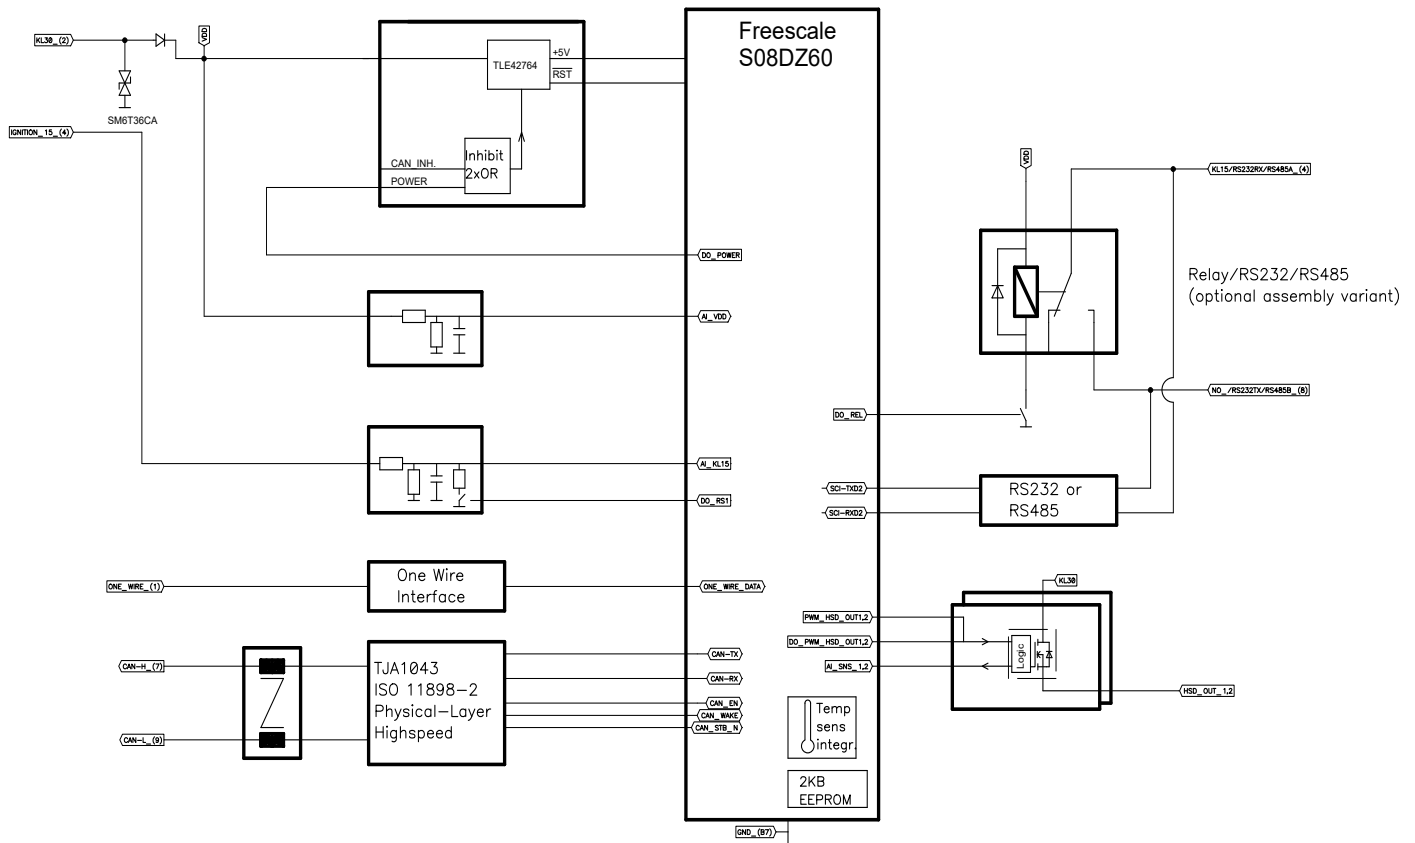 Freescale
S08DZ60
KL30_(2)
VDD
SM6T36CA
IGNITION_15_(4)
TLE42764
+5V
RST
Inhibit
2xOR
CAN_INH.
POWER
DO_POWER
AI_VDD
AI_KL15
DO_RS1
ONE_WIRE_(1)
One Wire
Interface
ONE_WIRE_DATA
CAN-H_(7)
CAN-L_(9)
TJA1043
ISO 11898-2
Physical-Layer
Highspeed
CAN-TX
CAN-RX
CAN_EN
CAN_WAKE
CAN_STB_N
VDD
KL15/RS232RX/RS485A_(4)
Relay/RS232/RS485
(optional assembly variant)
NO_/RS232TX/RS485B_(8)
DO_REL
SCI-TXD2
SCI-RXD2
RS232 or
RS485
KL30
PWM_HSD_OUT1,2
DO_PWM_HSD_OUT1,2
AI_SNS_1,2
Logic
HSD_OUT_1,2
Temp
sens
integr.
2KB
EEPROM
GND_(B7)